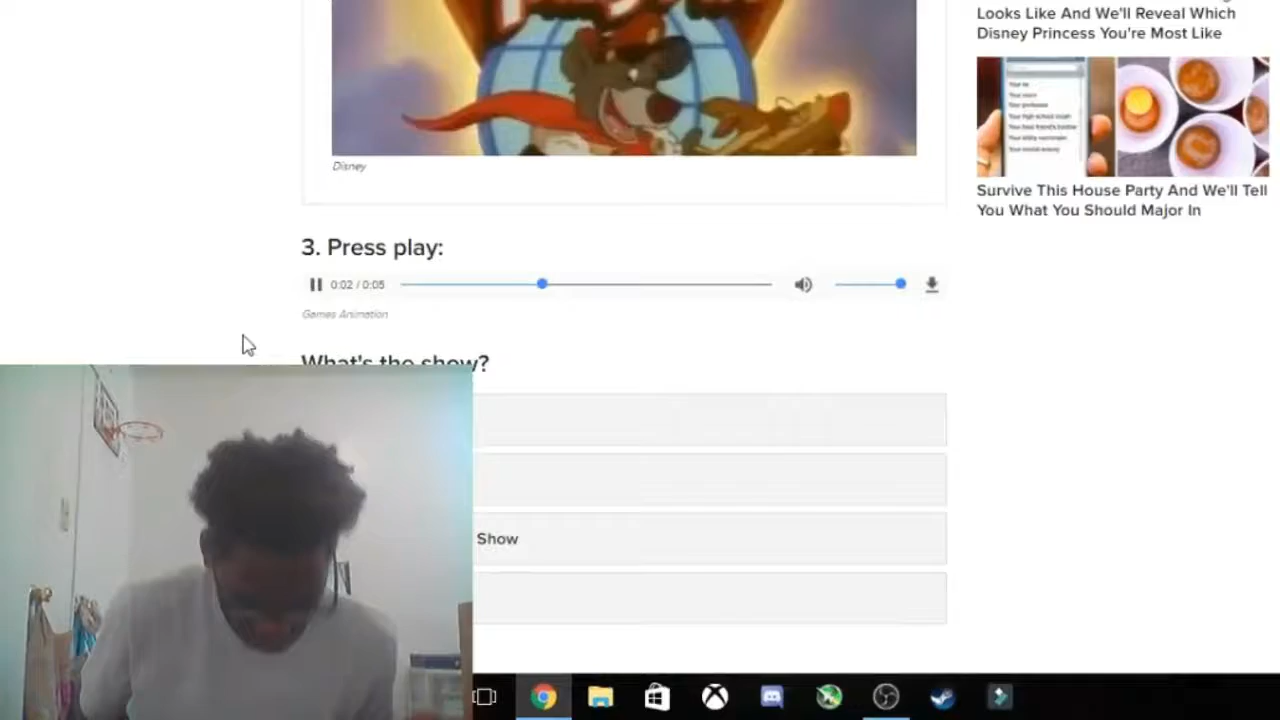 Looks Like And We'll Reveal Which
Disney Princess You're Most Like
Disney
Survive This House Party And We'll Tell
You What You Should Major In
3. Press play:
0:02 / 0:05
Games Animation
What's the show?
Show